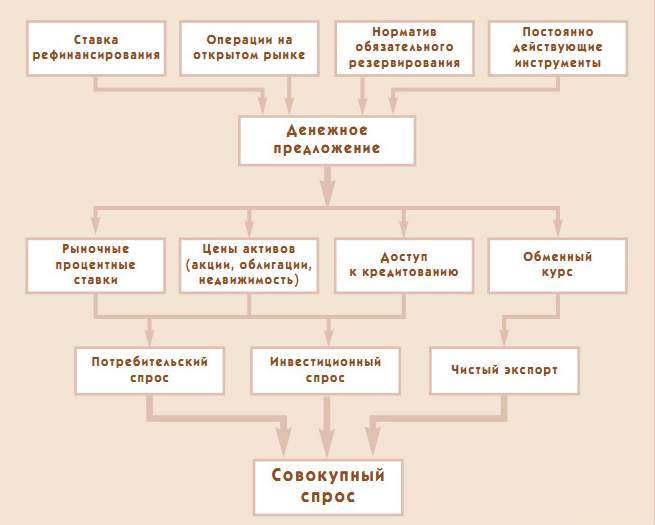 Ставка
рефинансирования
Операции на
открытом рынке
Норматив
обязательного
резервирования
Постоянно
действующие
инструменты
Денежное
предложение
Рыночные
процентные
ставки
Цены активов
(акции, облигации,
недвижимость)
Доступ
к кредитованию
Обменный
курс
Потребительский
спрос
Инвестиционный
спрос
Чистый экспорт
Совокупный
спрос